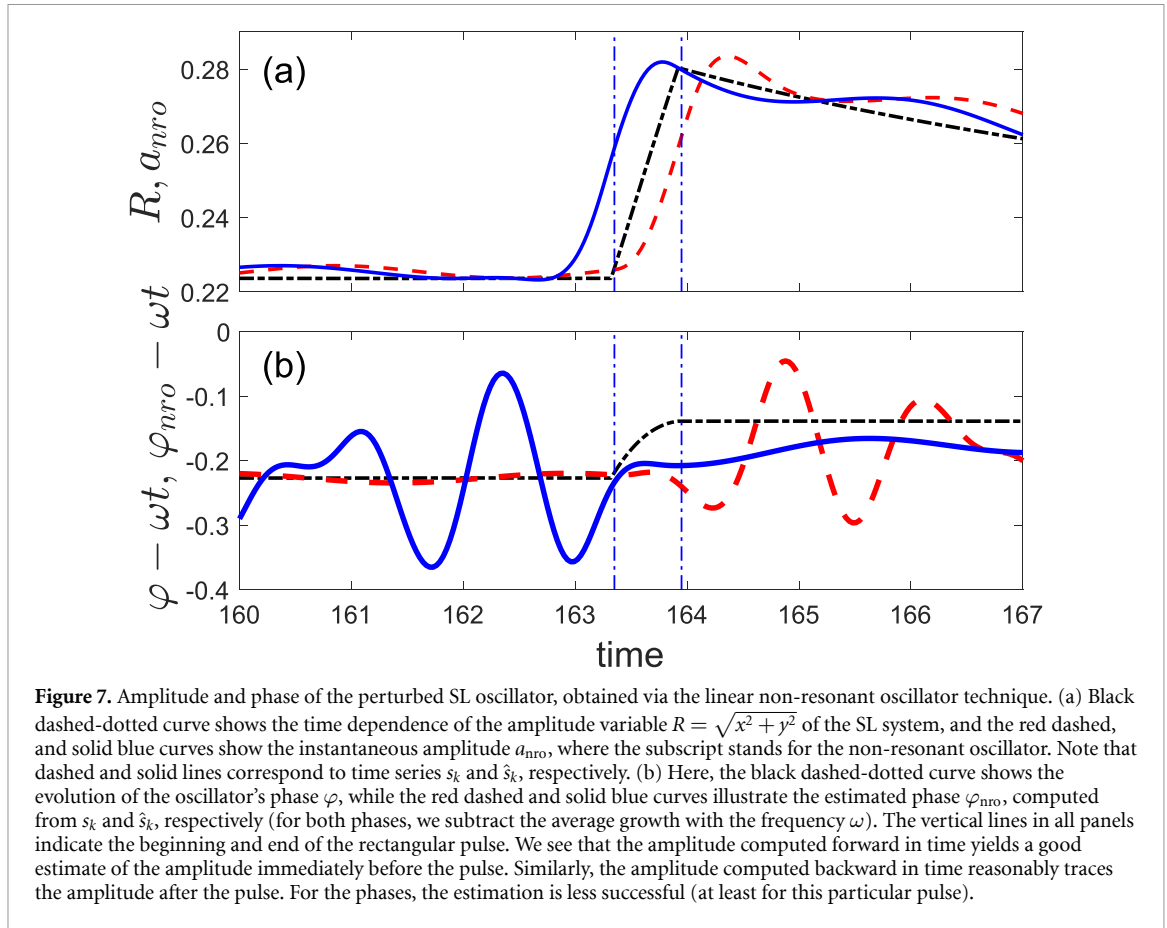 (a)
0.28
0.26
0.24
0.22
R, a_{nro}
(b)
0
-0.1
-0.2
-0.3
-0.4
φ − ωt, φ_{nro} − ωt
160 161 162 163 164 165 166 167
time
Figure 7. Amplitude and phase of the perturbed SL oscillator, obtained via the linear non-resonant oscillator technique. (a) Black
dashed-dotted curve shows the time dependence of the amplitude variable R = √(x² + y²) of the SL system, and the red dashed,
and solid blue curves show the instantaneous amplitude a_{nro}, where the subscript stands for the non-resonant oscillator. Note that
dashed and solid lines correspond to time series s_k and ŝ_k, respectively. (b) Here, the black dashed-dotted curve shows the
evolution of the oscillator's phase φ, while the red dashed and solid blue curves illustrate the estimated phase φ_{nro}, computed
from s_k and ŝ_k, respectively (for both phases, we subtract the average growth with the frequency ω). The vertical lines in all panels
indicate the beginning and end of the rectangular pulse. We see that the amplitude computed forward in time yields a good
estimate of the amplitude immediately before the pulse. Similarly, the amplitude computed backward in time reasonably traces
the amplitude after the pulse. For the phases, the estimation is less successful (at least for this particular pulse).